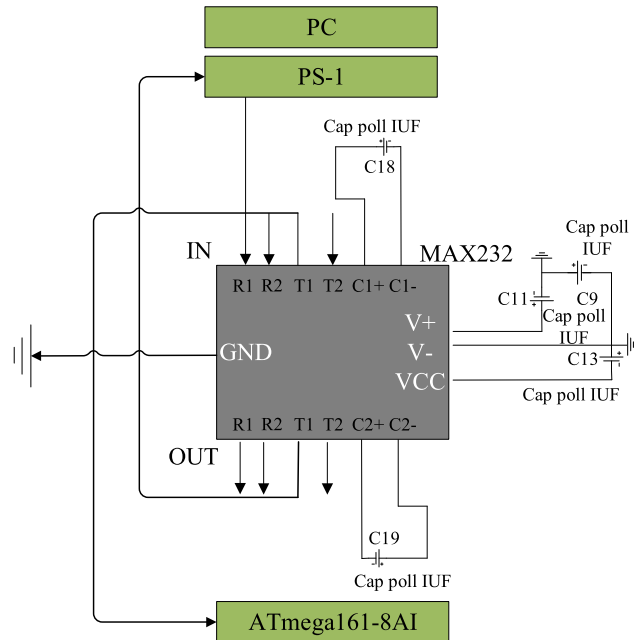 PC
PS-1
Cap poll IUF
C18
IN
MAX232
Cap poll
IUF
R1 R2 T1 T2 C1+ C1-
C11
C9
Cap poll
IUF
V+
V-
VCC
GND
C13
Cap poll IUF
R1 R2 T1 T2 C2+ C2-
OUT
C19
Cap poll IUF
ATmega161-8AI